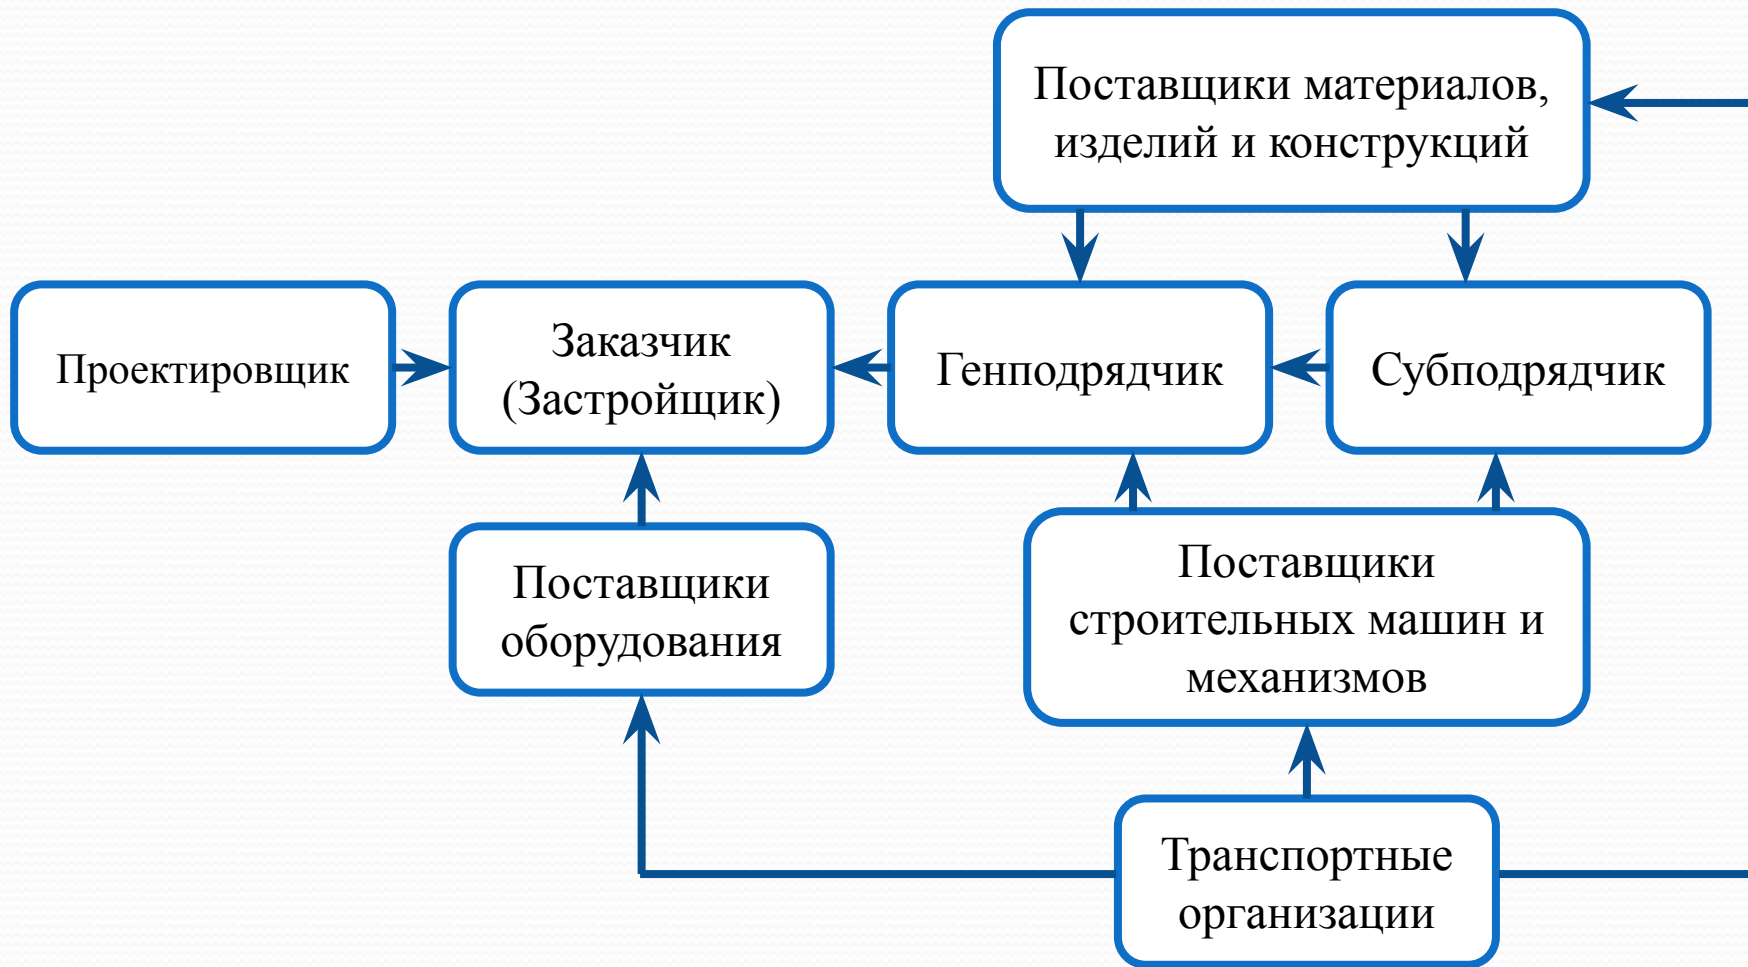 Поставщики материалов,
изделий и конструкций
Проектировщик
Заказчик
(Застройщик)
Генподрядчик
Субподрядчик
Поставщики
оборудования
Поставщики
строительных машин и
механизмов
Транспортные
организации